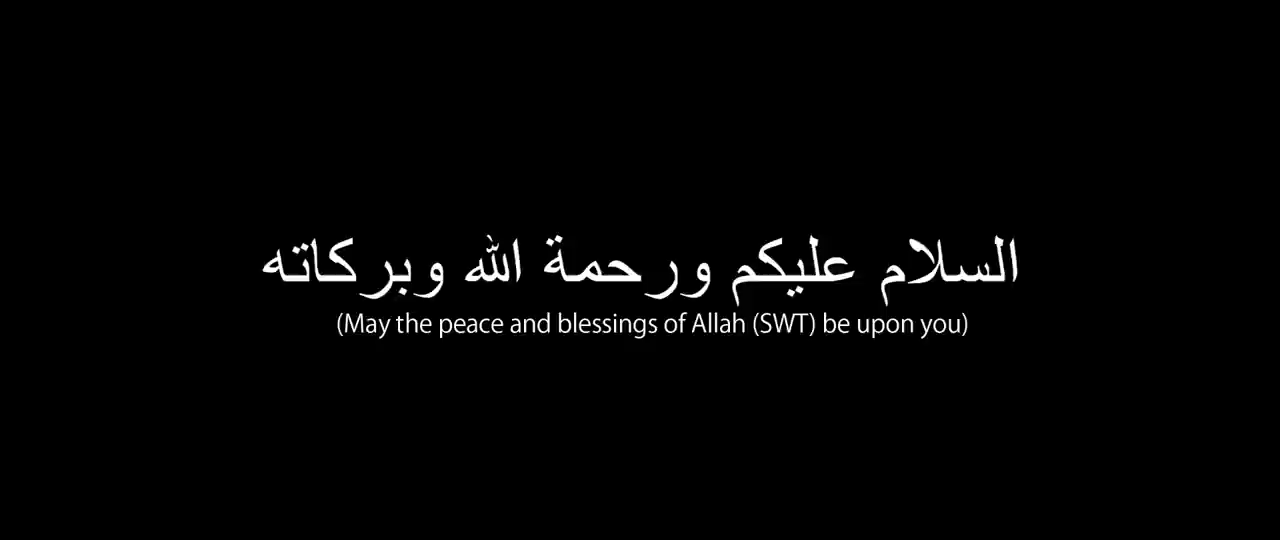 السلام عليكم ورحمة الله وبركاته
(May the peace and blessings of Allah (SWT) be upon you)